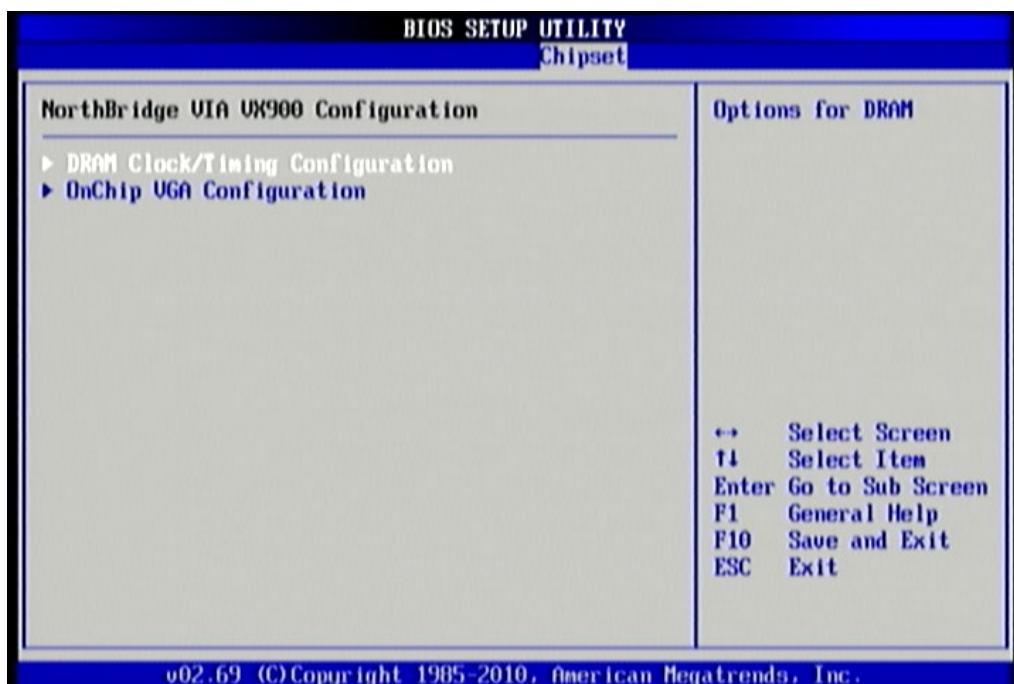 BIOS SETUP UTILITY
Chipset
NorthBridge VIA VX900 Configuration
▶ DRAM Clock/Timing Configuration
▶ OnChip VGA Configuration
Options for DRAM
↔ Select Screen
↑↓ Select Item
Enter Go to Sub Screen
F1 General Help
F10 Save and Exit
ESC Exit
v02.69 (C)Copyright 1985-2010, American Megatrends, Inc.